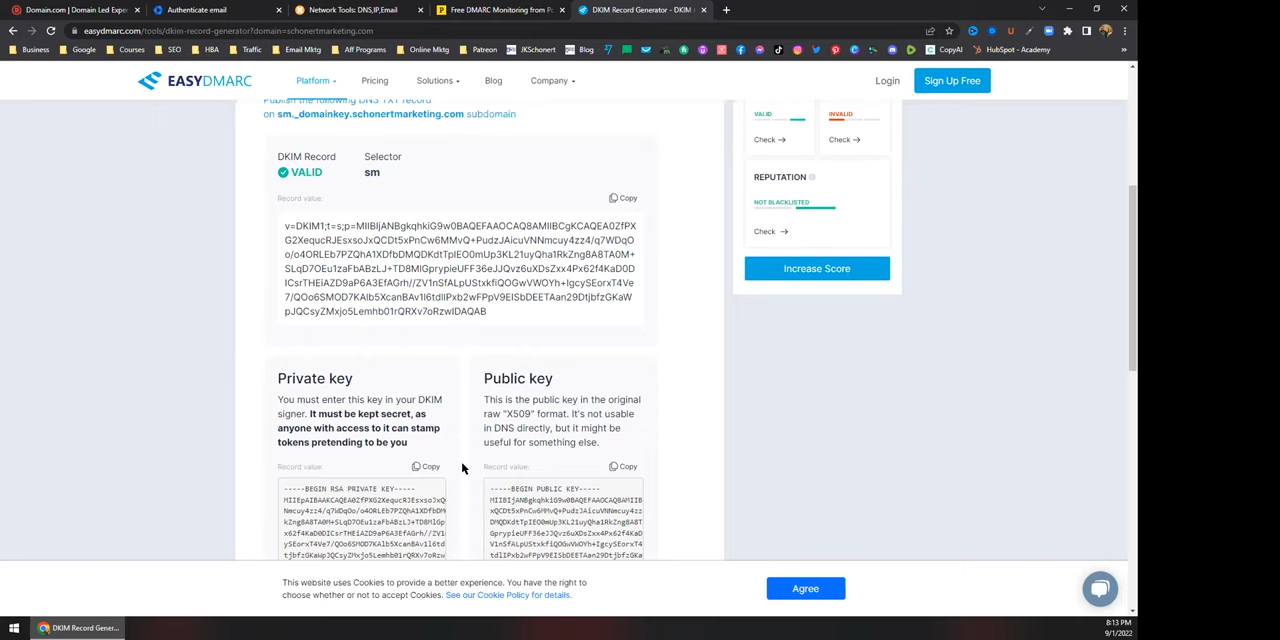 Domain.com | Domain Led Exper
Authenticate email
Network Tools: DNS,IP,Email
Free DMARC Monitoring from Po
DKIM Record Generator - DKIM
easydmarc.com/tools/dkim-record-generator?domain=schonertmarketing.com
Business Google Courses SEO HBA Traffic Email Mktg Aff Programs Online Mktg Patreon JKSchonert Blog CopyAI HubSpot - Academy
EASYDMARC
Platform Pricing Solutions Blog Company Login Sign Up Free
Publish the following DNS TXT record
on sm._domainkey.schonertmarketing.com subdomain
DKIM Record Selector
VALID sm
Record value: Copy
v=DKIM1;t=s;p=MIIBIjANBgkqhkiG9w0BAQEFAAOCAQ8AMIIBCgKCAQEA0ZfPX
G2XequcRJEsxsoJxQCDt5xPnCw6MMvQ+PudzJAicuVNNmcuy4zz4/q7WDqO
o/o4ORLEb7PZQhA1XDfbDMQDKdtTpIEO0mUp3KL21uyQha1RkZng8A8TA0M+
SLqD7OEu1zaFbABzLJ+TD8MlGprypieUFF36eJJQvz6uXDsZxx4Px62f4KaD0D
ICsrTHEiAZD9aP6A3EfAGrh//ZV1nSfALpUStxkfiQOGwVWOYh+IgcySEorxT4Ve
7/QOo6SMOD7KAlb5XcanBAv1I6tdlIPxb2wFPpV9EISbDEETAan29DtjbfzGKaW
pJQCsyZMxjo5Lemhb01rQRXv7oRzwIDAQAB
Private key
You must enter this key in your DKIM
signer. It must be kept secret, as
anyone with access to it can stamp
tokens pretending to be you
Record value: Copy
-----BEGIN RSA PRIVATE KEY-----
Public key
This is the public key in the original
raw "X509" format. It's not usable
in DNS directly, but it might be
useful for something else.
Record value: Copy
-----BEGIN PUBLIC KEY-----
VALID INVALID
Check Check
REPUTATION
NOT BLACKLISTED
Check
Increase Score
This website uses Cookies to provide a better experience. You have the right to
choose whether or not to accept Cookies. See our Cookie Policy for details.
Agree
DKIM Record Gener...
8:13 PM
9/1/2022